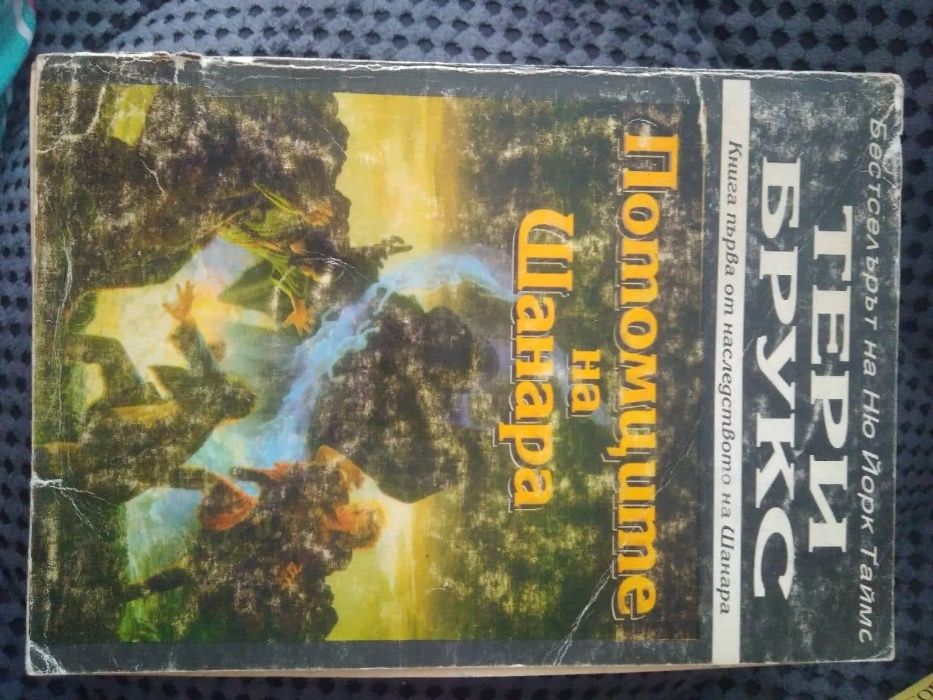 Бестселърът на Ню Йорк Таймс
ТЕРИ
БРУКС
Книга първа от наследството на Шанара
Потомците
на
Шанара